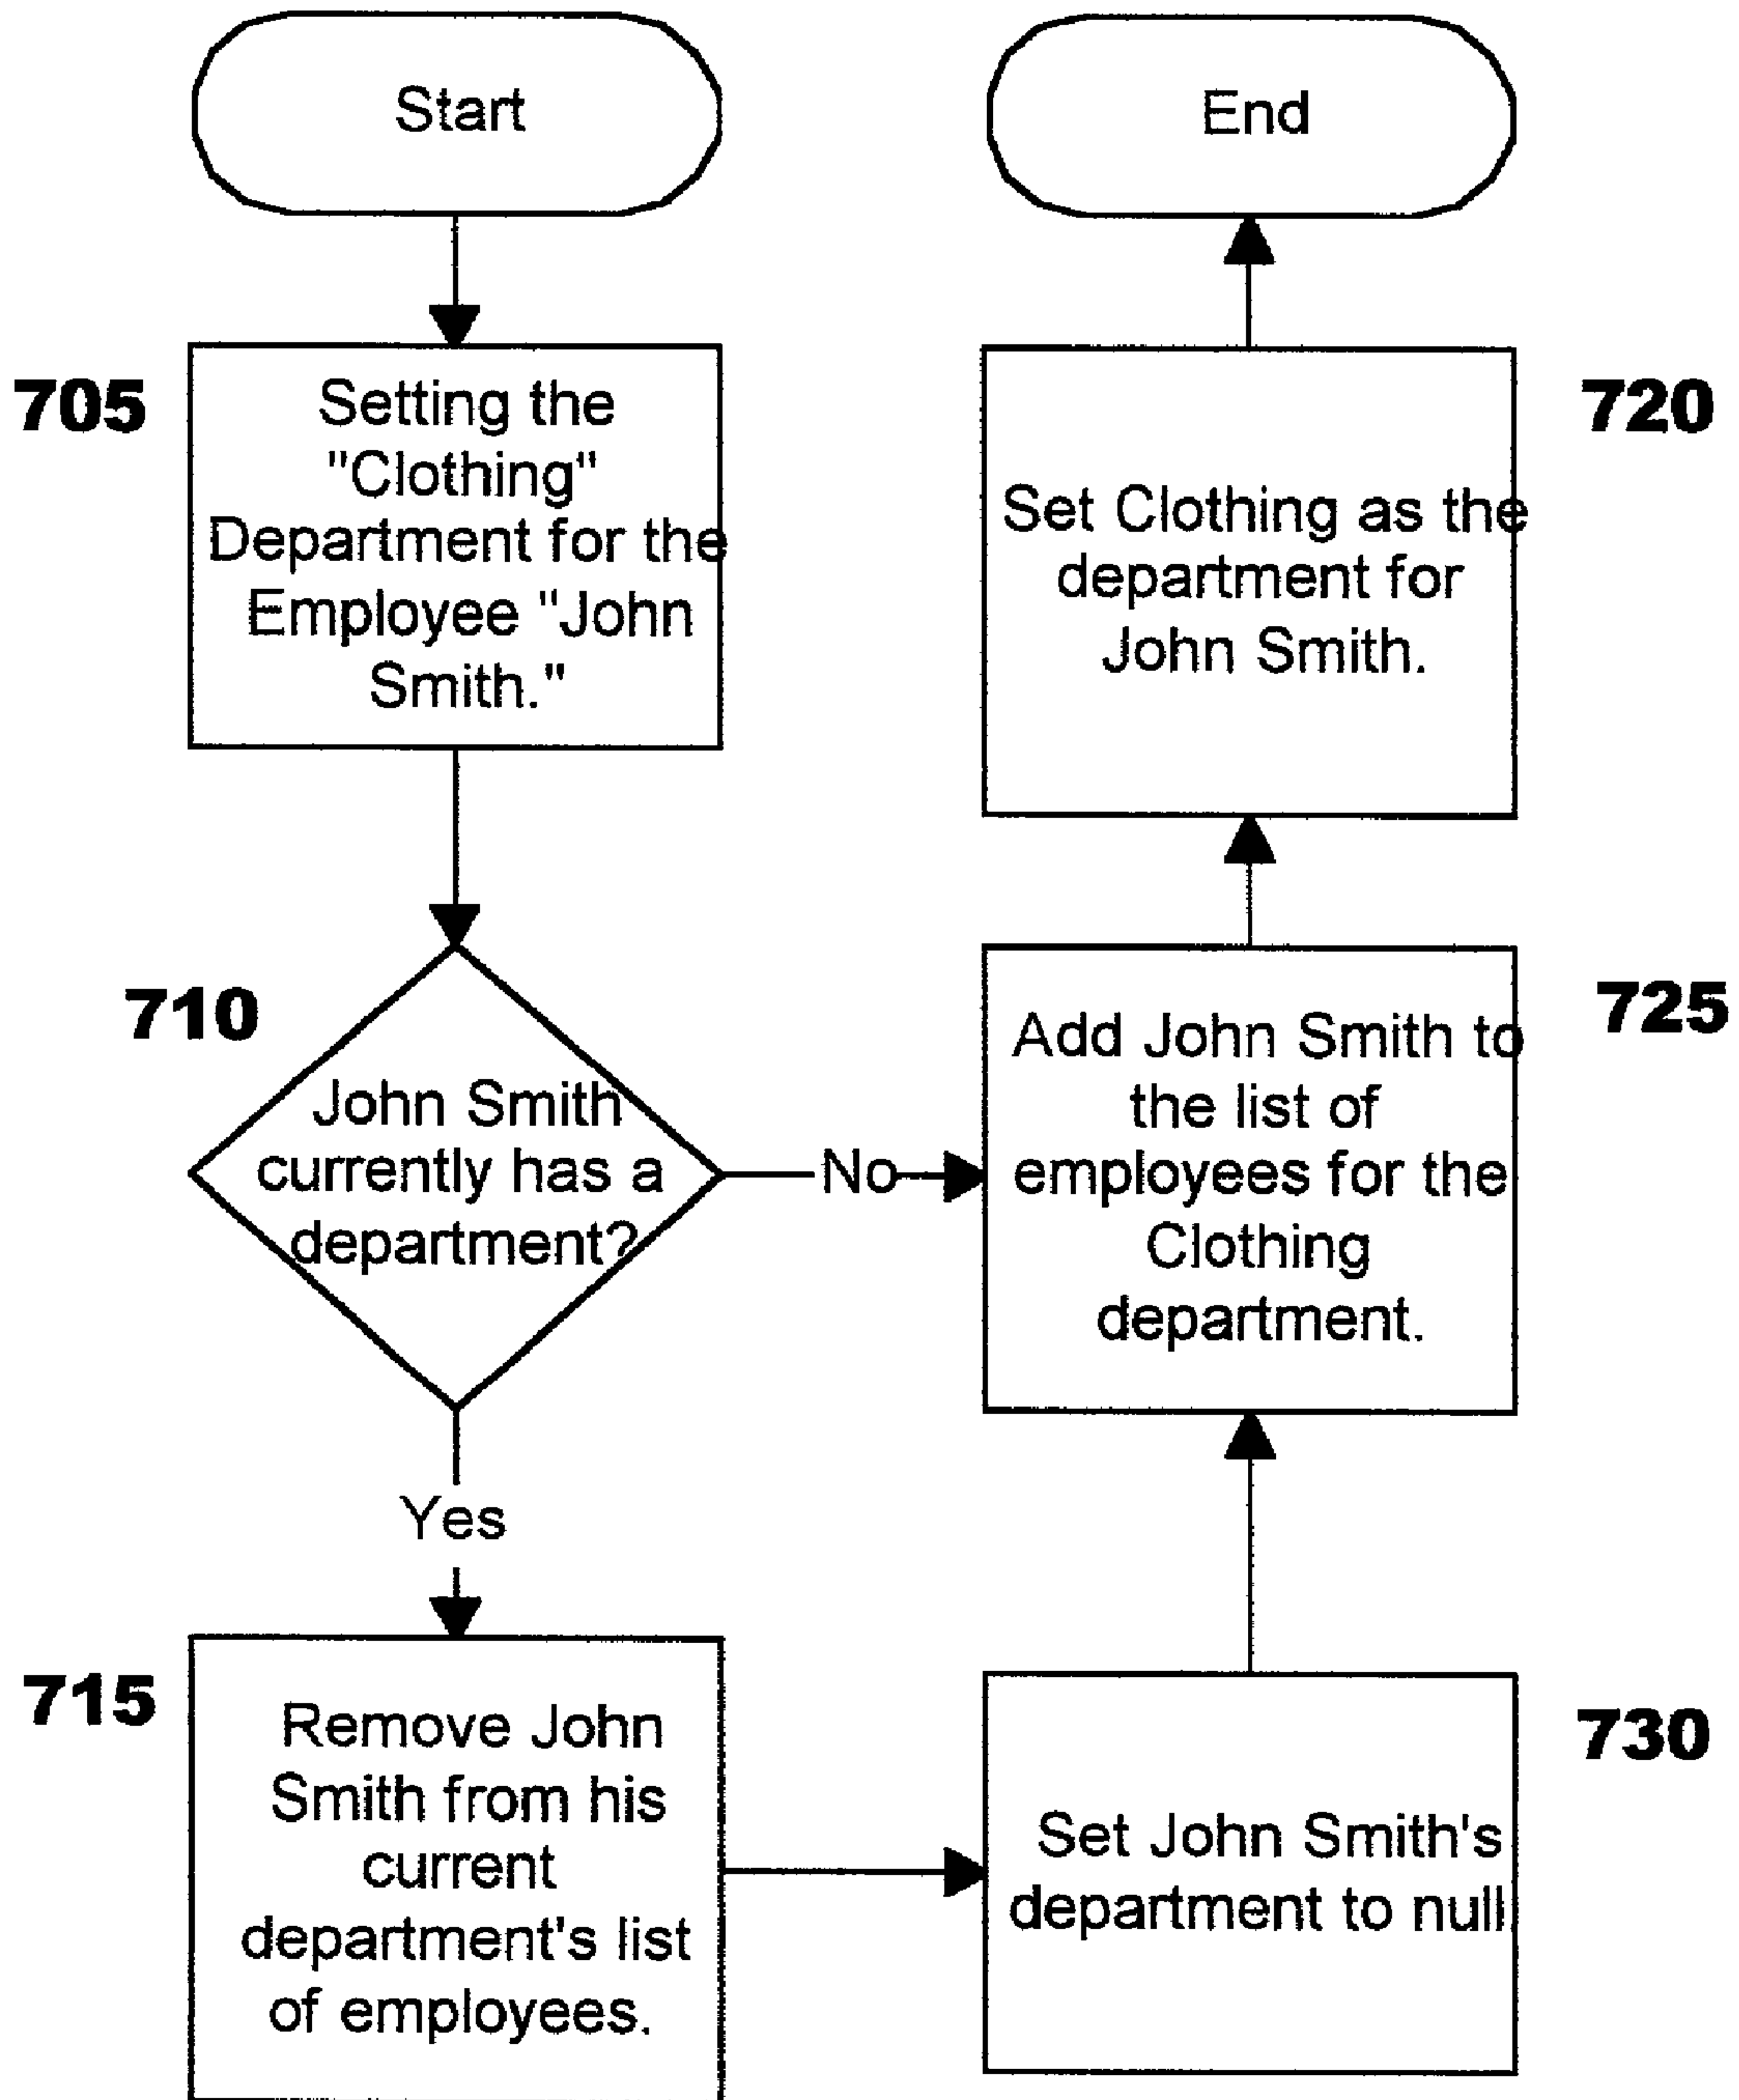 Start
705
Setting the
"Clothing"
Department for the
Employee "John
Smith."
710
John Smith
currently has a
department?
No
Yes
715
Remove John
Smith from his
current
department's list
of employees.
End
720
Set Clothing as the
department for
John Smith.
725
Add John Smith to
the list of
employees for the
Clothing
department.
730
Set John Smith's
department to null